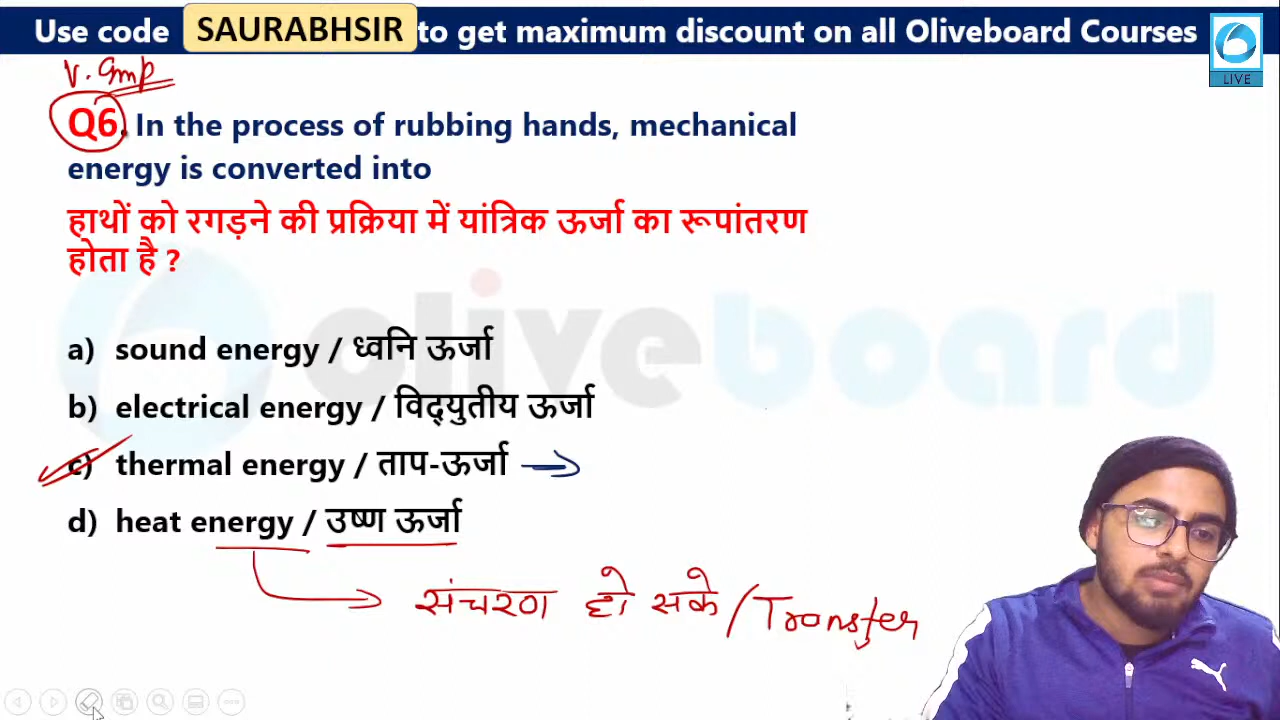 Use code SAURABHSIR to get maximum discount on all Oliveboard Courses
LIVE
V. Imp
Q6. In the process of rubbing hands, mechanical
energy is converted into
हाथों को रगड़ने की प्रक्रिया में यांत्रिक ऊर्जा का रूपांतरण
होता है ?
oliveboard
a) sound energy / ध्वनि ऊर्जा
b) electrical energy / विद्युतीय ऊर्जा
c) thermal energy / ताप-ऊर्जा
d) heat energy / उष्ण ऊर्जा
संचरण हो सके / Transfer